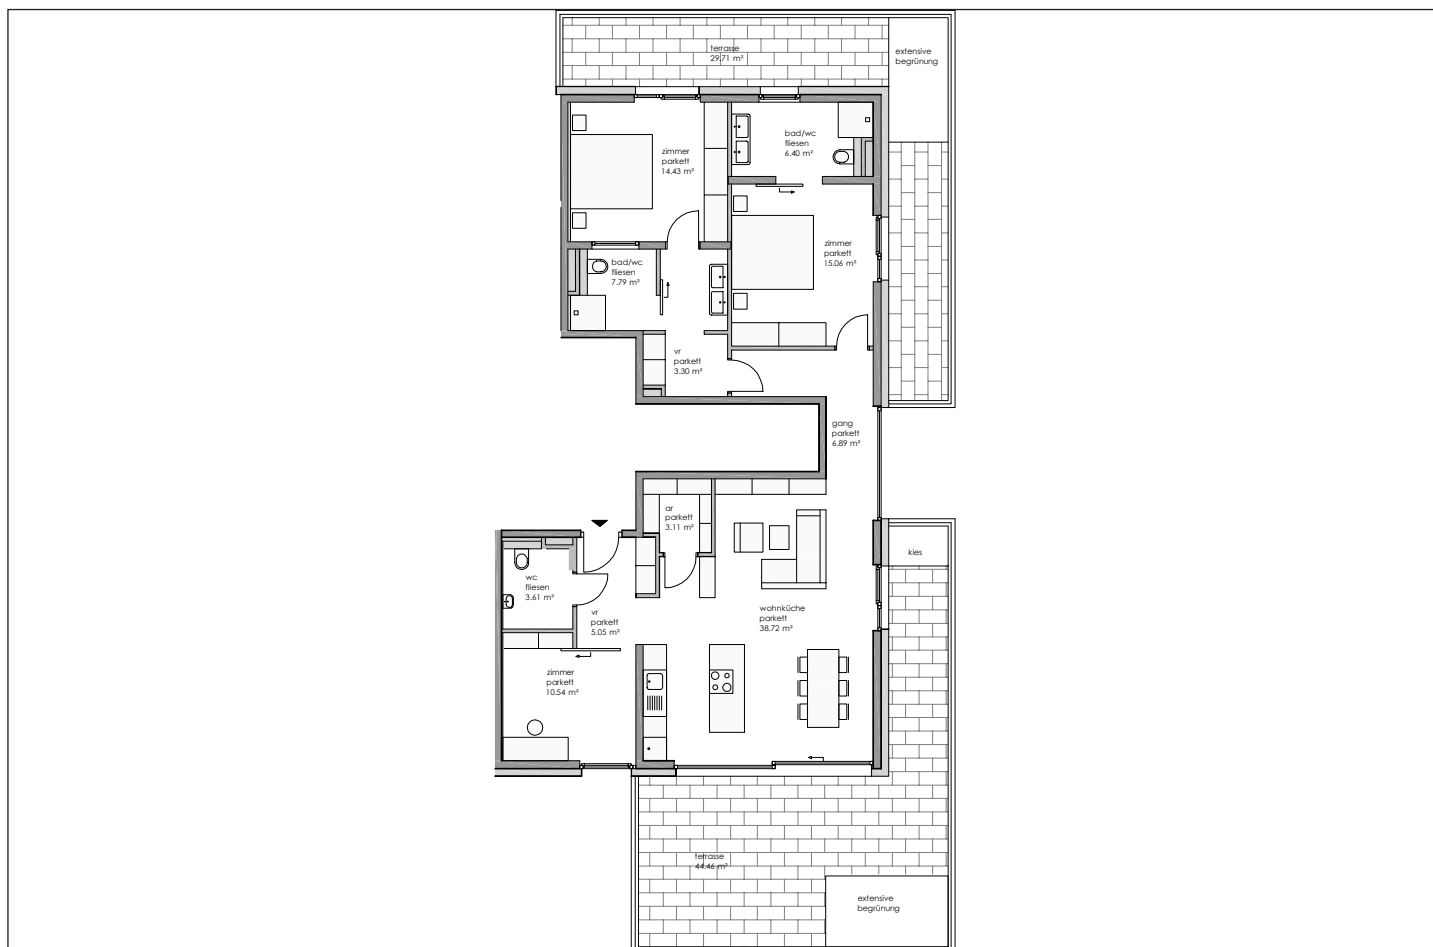 terrasse
29.71 m²
extensive
begrünung
zimmer
parkett
14.43 m²
bad/wc
fliesen
6.40 m²
zimmer
parkett
15.06 m²
bad/wc
fliesen
7.79 m²
vr
parkett
3.30 m²
gang
parkett
6.89 m²
ar
parkett
3.11 m²
kies
wc
fliesen
3.61 m²
vr
parkett
5.05 m²
wohnküche
parkett
38.72 m²
zimmer
parkett
10.54 m²
terrasse
44.46 m²
extensive
begrünung